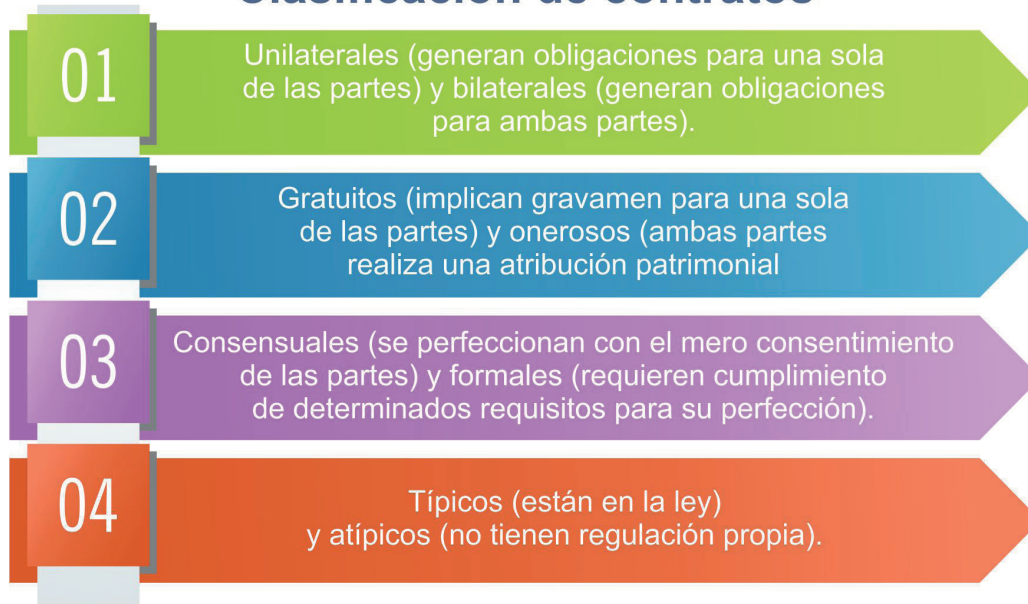 Clasificación de contratos
01
Unilaterales (generan obligaciones para una sola
de las partes) y bilaterales (generan obligaciones
para ambas partes).
02
Gratuitos (implican gravamen para una sola
de las partes) y onerosos (ambas partes
realiza una atribución patrimonial
03
Consensuales (se perfeccionan con el mero consentimiento
de las partes) y formales (requieren cumplimiento
de determinados requisitos para su perfección).
04
Típicos (están en la ley)
y atípicos (no tienen regulación propia).